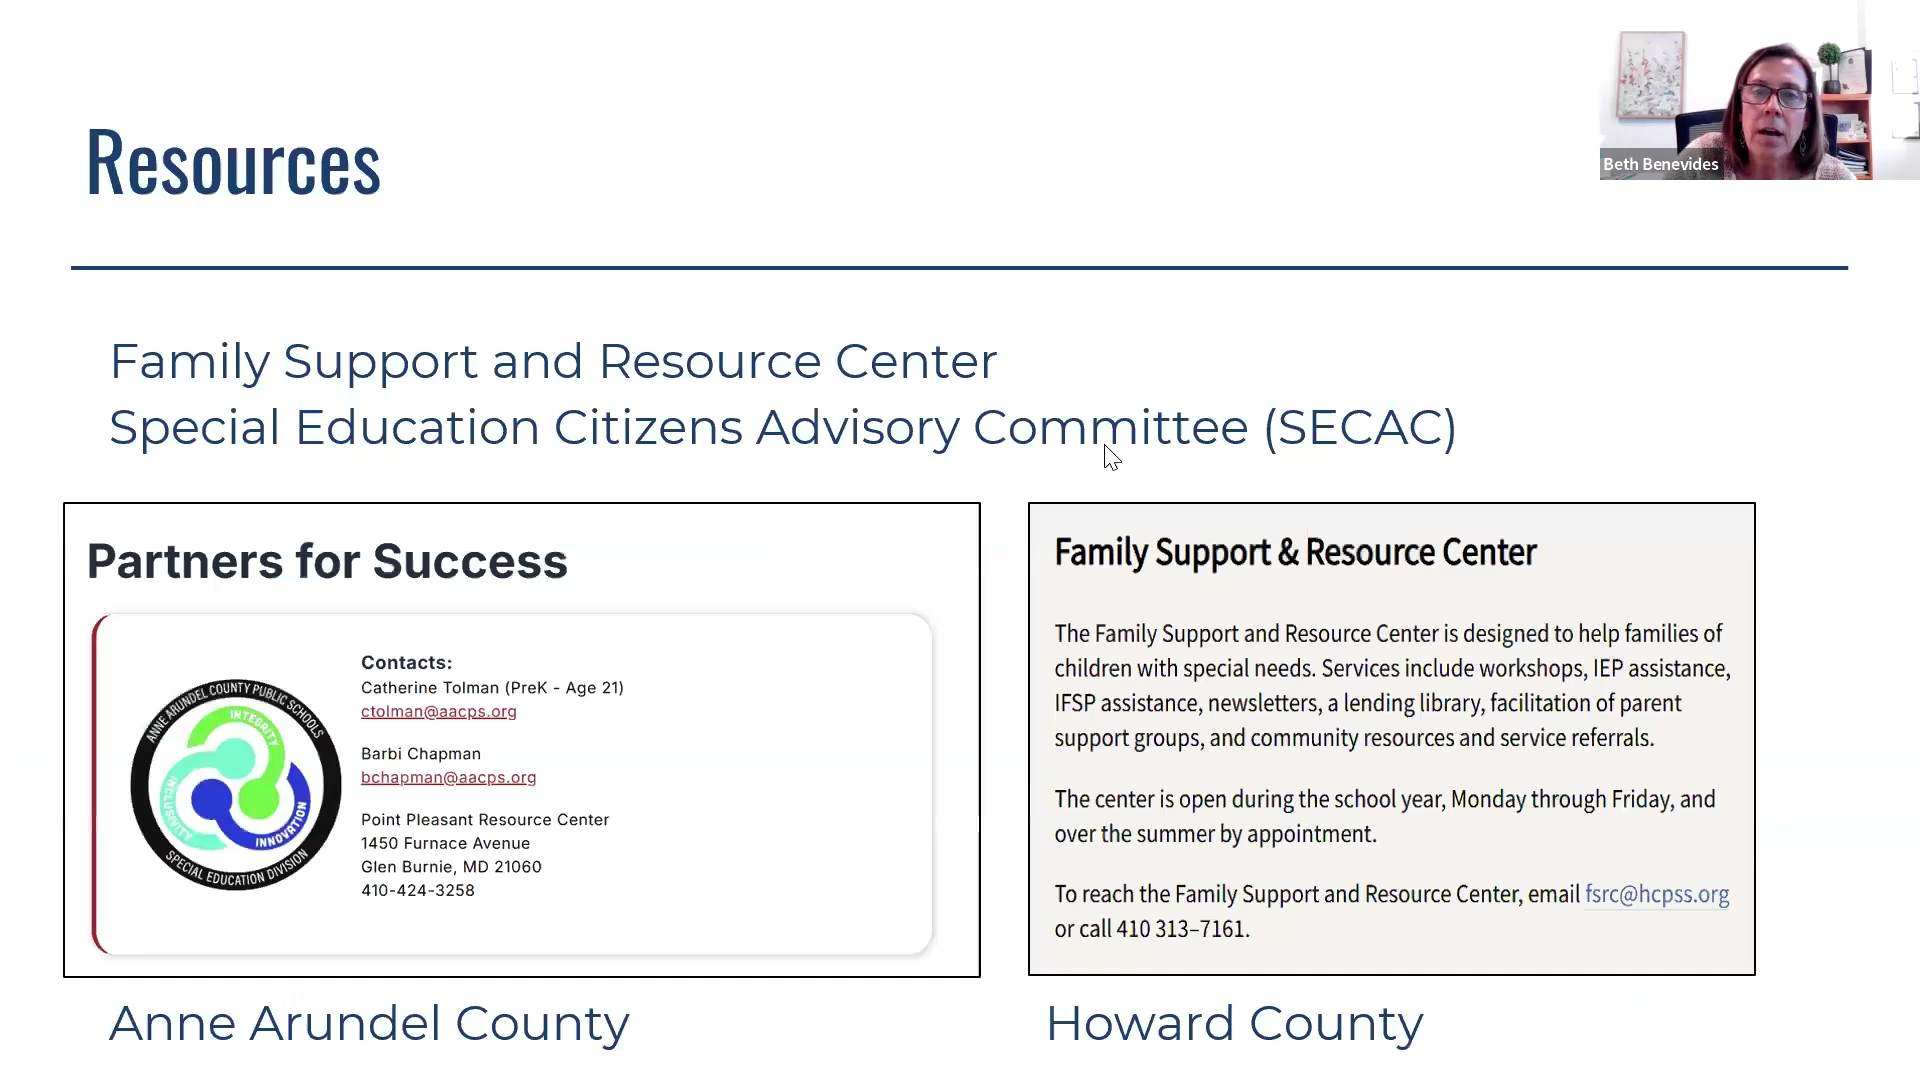 Beth Benevides
Resources
Family Support and Resource Center
Special Education Citizens Advisory Committee (SECAC)
Partners for Success
ANNE ARUNDEL COUNTY PUBLIC SCHOOLS
INTEGRITY
INCLUSIVITY
INNOVATION
SPECIAL EDUCATION DIVISION
Contacts:
Catherine Tolman (PreK - Age 21)
ctolman@aacps.org
Barbi Chapman
bchapman@aacps.org
Point Pleasant Resource Center
1450 Furnace Avenue
Glen Burnie, MD 21060
410-424-3258
Anne Arundel County
Family Support & Resource Center
The Family Support and Resource Center is designed to help families of
children with special needs. Services include workshops, IEP assistance,
IFSP assistance, newsletters, a lending library, facilitation of parent
support groups, and community resources and service referrals.
The center is open during the school year, Monday through Friday, and
over the summer by appointment.
To reach the Family Support and Resource Center, email fsrc@hcpss.org
or call 410 313–7161.
Howard County